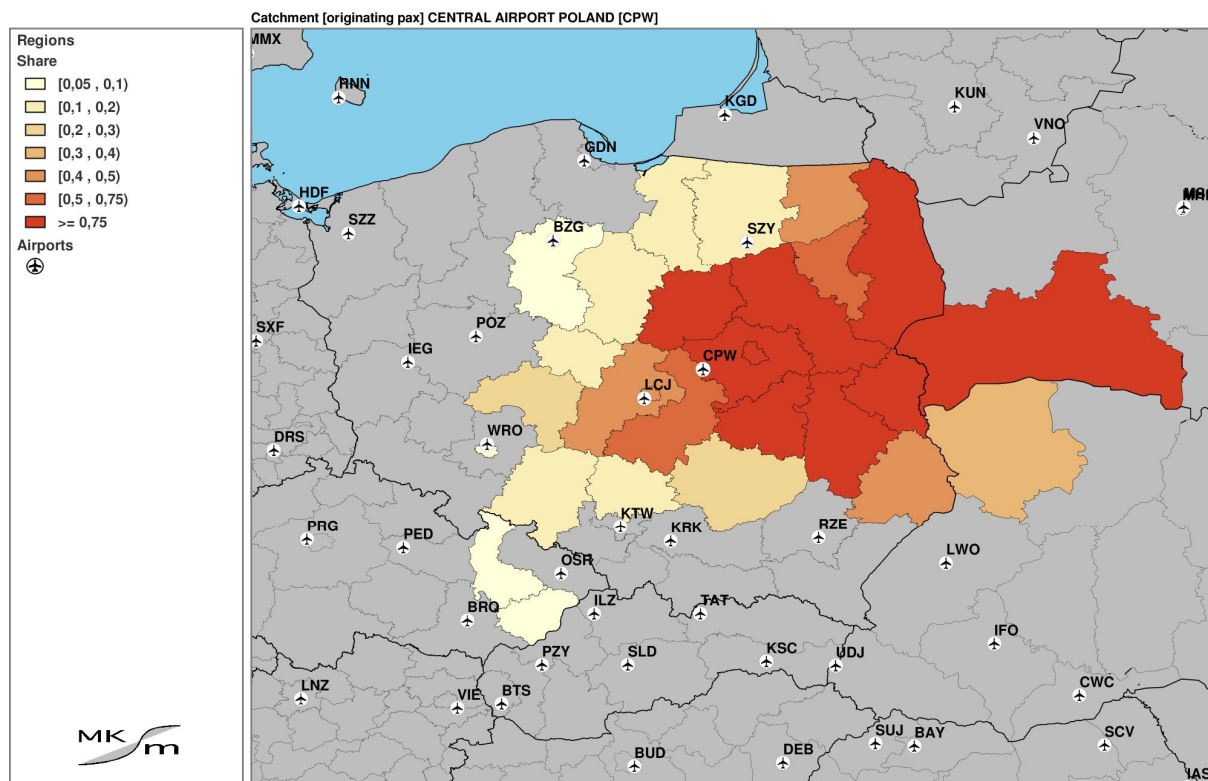 Catchment [originating pax] CENTRAL AIRPORT POLAND [CPW]
Regions
Share
[0,05 , 0,1)
[0,1 , 0,2)
[0,2 , 0,3)
[0,3 , 0,4)
[0,4 , 0,5)
[0,5 , 0,75)
>= 0,75
Airports
MMX
RNN
KGD
KUN
VNO
GDN
HDF
SZZ
BZG
SZY
SXF
POZ
IEG
CPW
LCJ
DRS
WRO
PRG
PED
KTW
KRK
RZE
OSR
LWO
BRQ
ILZ
TAT
IFO
PZY
SLD
KSC
UDJ
LNZ
VIE
BTS
CWC
MK
m
BUD
DEB
SUJ
BAY
SCV
IAS